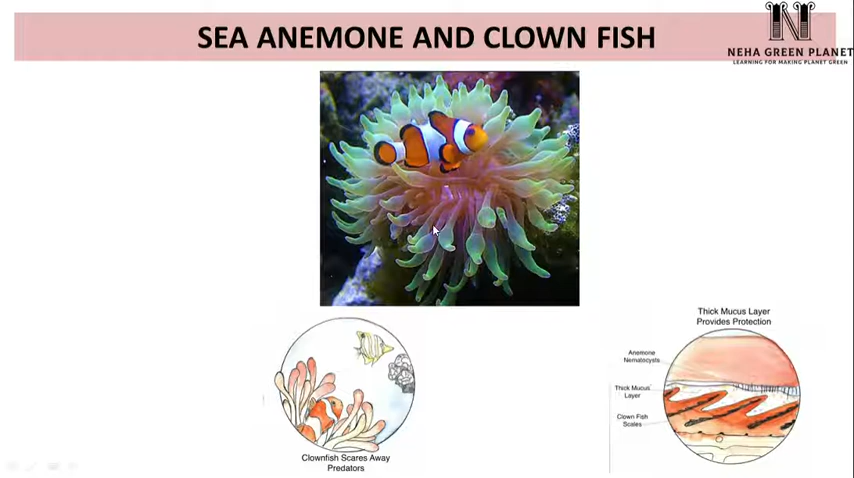 SEA ANEMONE AND CLOWN FISH
N
NEHA GREEN PLANET
LEARNING FOR MAKING PLANET GREEN
Thick Mucus Layer
Provides Protection
Anemone
Nematocysts
Thick Mucus
Layer
Clown Fish
Scales
Clownfish Scares Away
Predators